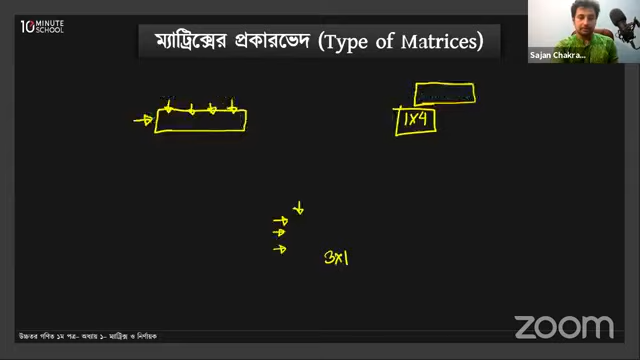 10 MINUTE SCHOOL
ম্যাট্রিক্সের প্রকারভেদ (Type of Matrices)
Sajan Chakra...
1×4
3×1
উচ্চতর গণিত ১ম পত্র- অধ্যায় ১- ম্যাট্রিক্স ও নির্ণায়ক
zoom